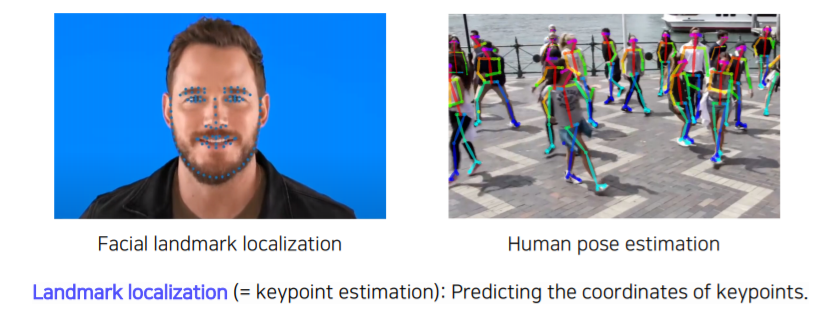 Facial landmark localization
Human pose estimation
Landmark localization (= keypoint estimation): Predicting the coordinates of keypoints.